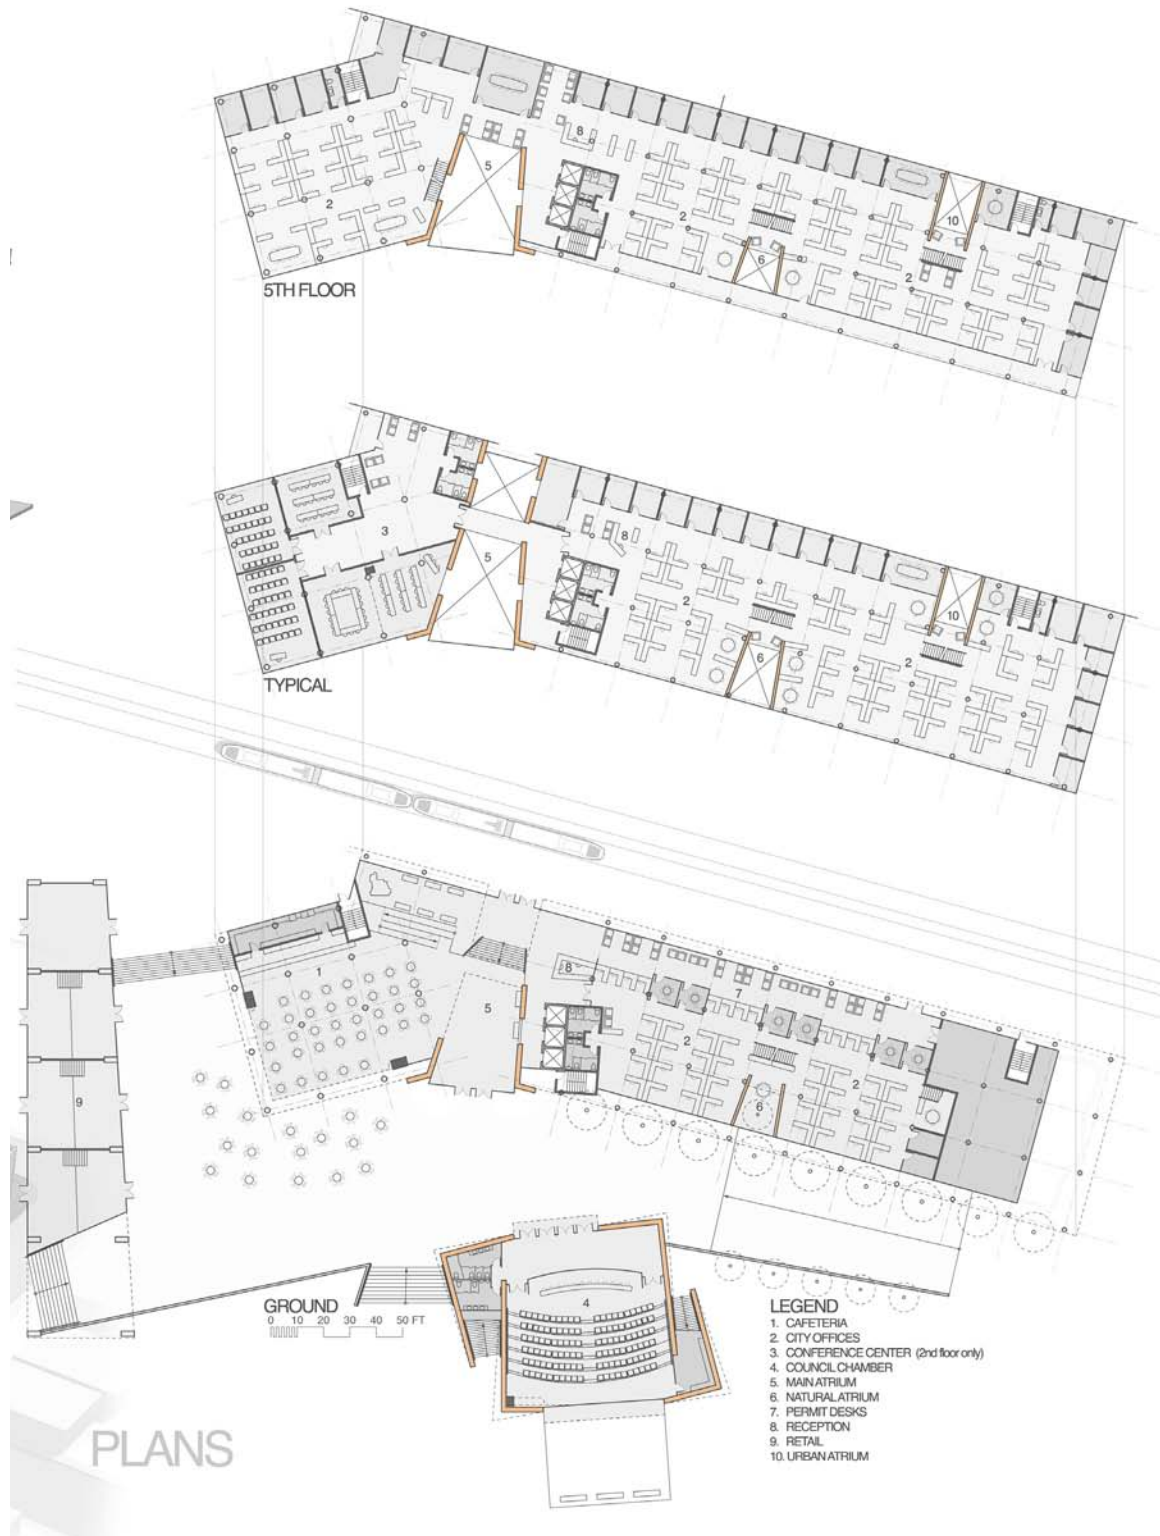 5
8
2
2
10
6
2
5TH FLOOR
3
5
8
2
10
6
2
TYPICAL
1
8
7
5
2
2
6
9
4
GROUND
0 10 20 30 40 50 FT
LEGEND
1. CAFETERIA
2. CITY OFFICES
3. CONFERENCE CENTER (2nd floor only)
4. COUNCIL CHAMBER
5. MAIN ATRIUM
6. NATURAL ATRIUM
7. PERMIT DESKS
8. RECEPTION
9. RETAIL
10. URBAN ATRIUM
PLANS